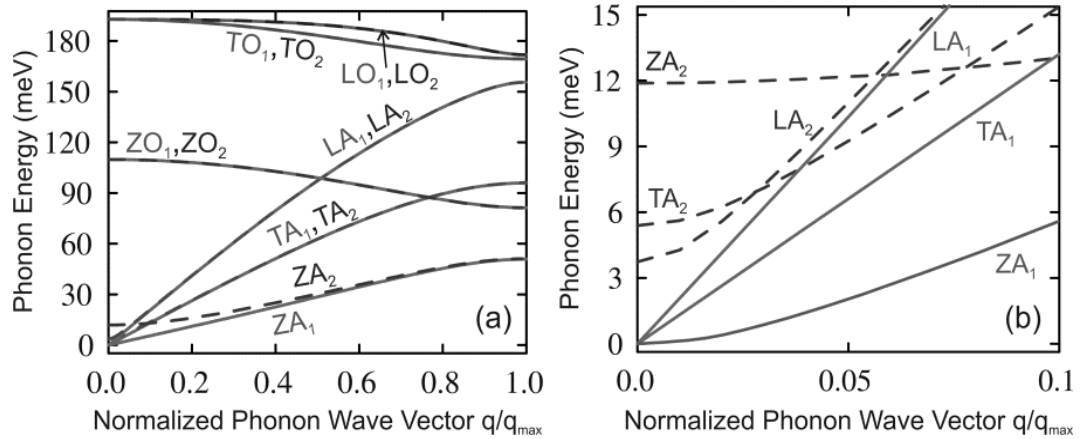 Phonon Energy (meV)
180
150
120
90
60
30
0
TO₁,TO₂
LO₁,LO₂
ZO₁,ZO₂
LA₁,LA₂
TA₁,TA₂
ZA₂
ZA₁
(a)
0.0 0.2 0.4 0.6 0.8 1.0
Normalized Phonon Wave Vector q/qmax
Phonon Energy (meV)
15
12
9
6
3
0
ZA₂
LA₁
LA₂
TA₁
TA₂
ZA₁
(b)
0.0 0.05 0.1
Normalized Phonon Wave Vector q/qmax